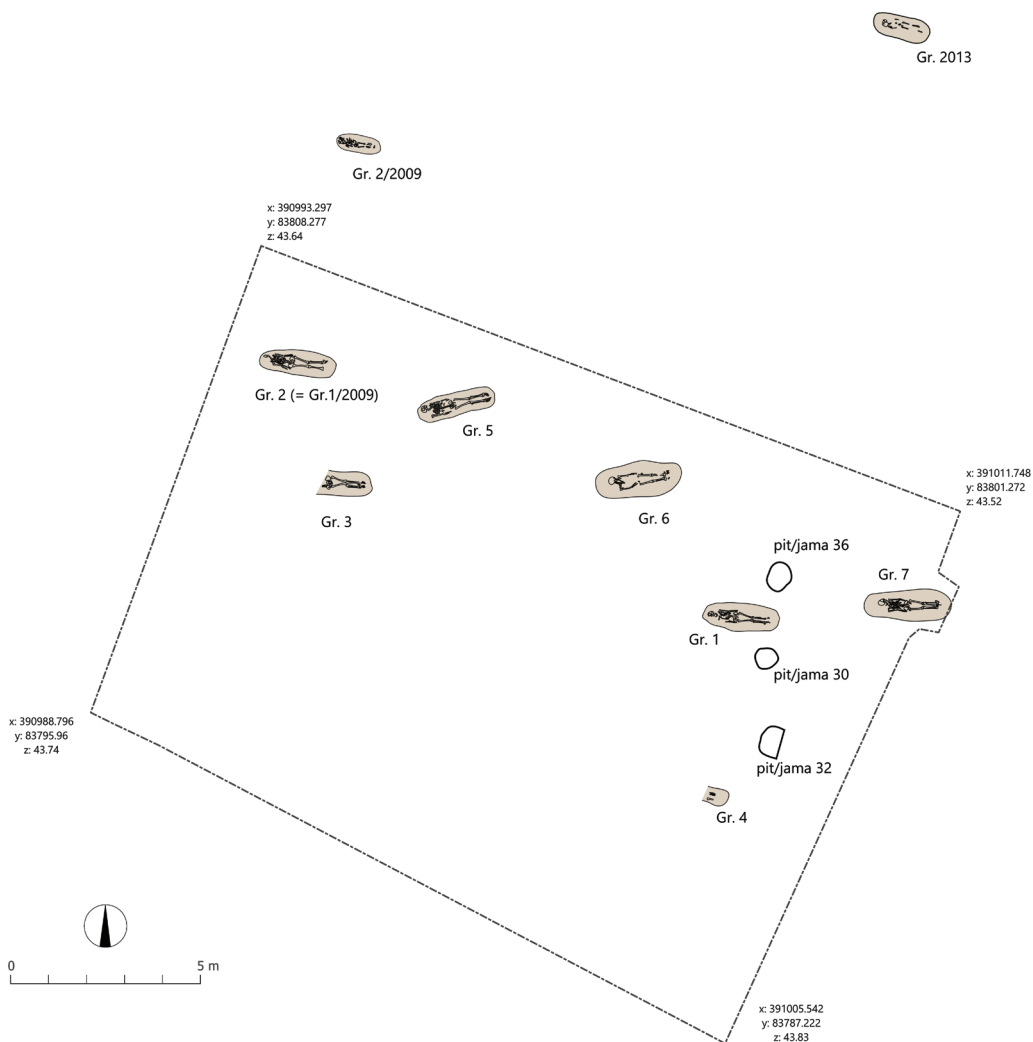 Gr. 2013
Gr. 2/2009
x: 390993.297
y: 83808.277
z: 43.64
Gr. 2 (= Gr.1/2009)
Gr. 5
x: 391011.748
y: 83801.272
z: 43.52
Gr. 3
Gr. 6
pit/jama 36
Gr. 7
Gr. 1
pit/jama 30
x: 390988.796
y: 83795.96
z: 43.74
pit/jama 32
Gr. 4
0 5 m
x: 391005.542
y: 83787.222
z: 43.83